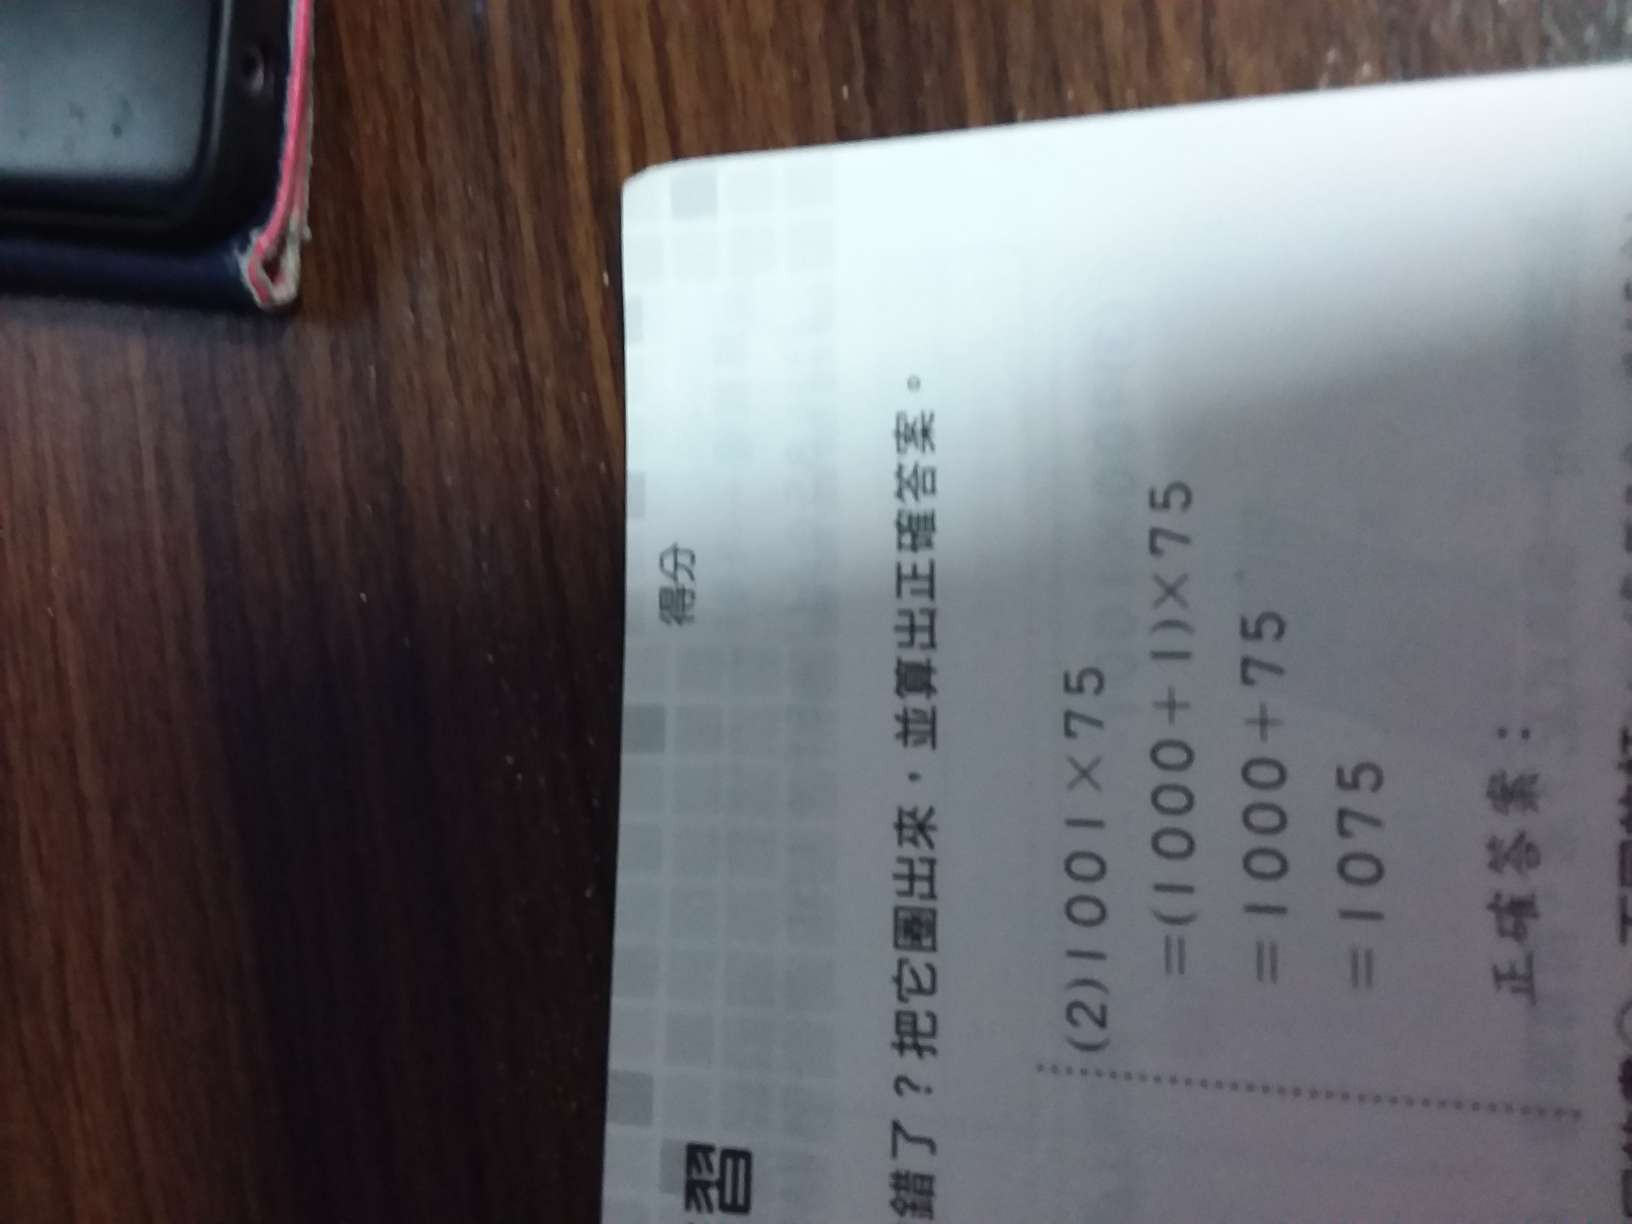 習
得分
錯了？把它圈出來，並算出正確答案。
(2)1001×75
=(1000+1)×75
=1000+75
=1075
正確答案：